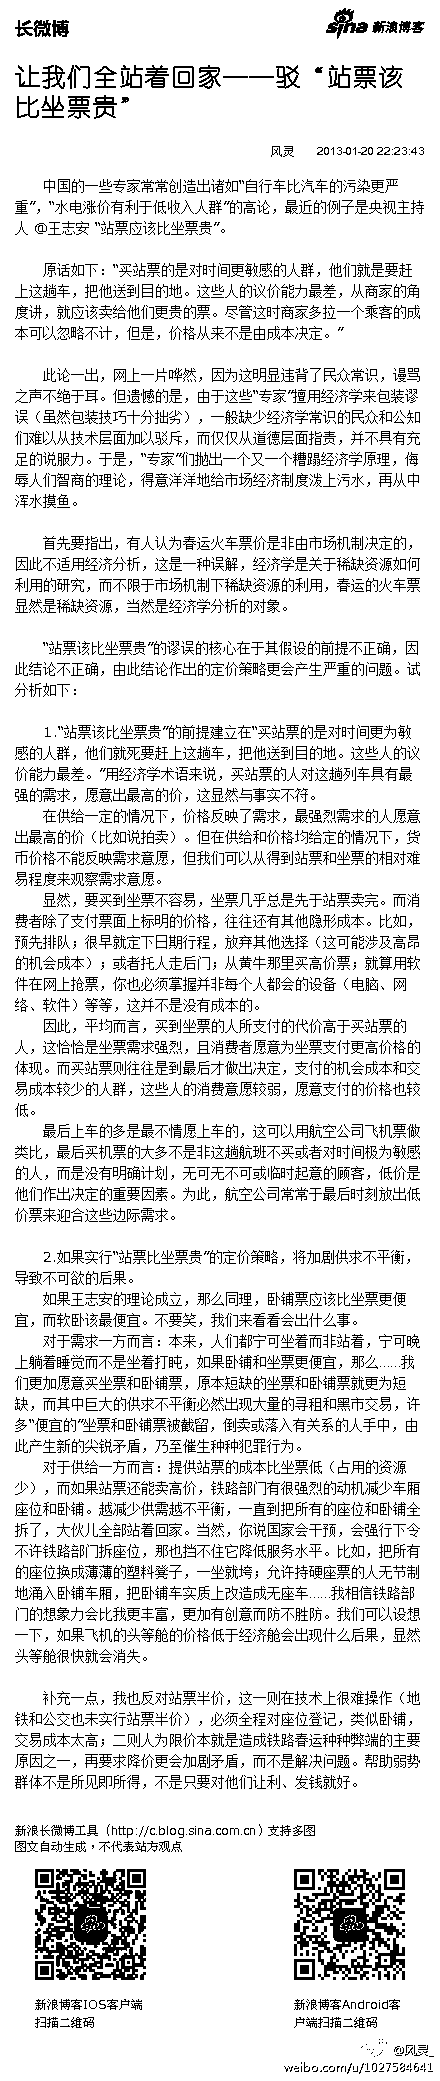 长微博
sina 新浪博客
让我们全站着回家——驳“站票该
比坐票贵”
风灵 2013-01-20 22:23:43
中国的一些专家常常创造出诸如“自行车比汽车的污染更严
重”，“水电涨价有利于低收入人群”的高论，最近的例子是央视主持
人 @王志安 “站票应该比坐票贵”。
原话如下：“买站票的是对时间更敏感的人群，他们就是要赶
上这趟车，把他送到目的地。这些人的议价能力最差，从商家的角
度讲，就应该卖给他们更贵的票。尽管这时商家多拉一个乘客的成
本可以忽略不计，但是，价格从来不是由成本决定。”
此论一出，网上一片哗然，因为这明显违背了民众常识，谩骂
之声不绝于耳。但遗憾的是，由于这些“专家”擅用经济学来包装谬
误（虽然包装技巧十分拙劣），一般缺少经济学常识的民众和公知
们难以从技术层面加以驳斥，而仅仅从道德层面指责，并不具有充
足的说服力。于是，“专家”们抛出一个又一个糟蹋经济学原理，侮
辱人们智商的理论，得意洋洋地给市场经济制度泼上污水，再从中
浑水摸鱼。
首先要指出，有人认为春运火车票价是非由市场机制决定的，
因此不适用经济分析，这是一种误解，经济学是关于稀缺资源如何
利用的研究，而不限于市场机制下稀缺资源的利用，春运的火车票
显然是稀缺资源，当然是经济学分析的对象。
“站票该比坐票贵”的谬误的核心在于其假设的前提不正确，因
此结论不正确，由此结论作出的定价策略更会产生严重的问题。试
分析如下：
1.“站票该比坐票贵”的前提建立在“买站票的是对时间更为敏
感的人群，他们就死要赶上这趟车，把他送到目的地。这些人的议
价能力最差。”用经济学术语来说，买站票的人对这趟列车具有最
强的需求，愿意出最高的价，这显然与事实不符。
在供给一定的情况下，价格反映了需求，最强烈需求的人愿意
出最高的价（比如说拍卖）。但在供给和价格均给定的情况下，货
币价格不能反映需求意愿，但我们可以从得到站票和坐票的相对难
易程度来观察需求意愿。
显然，要买到坐票不容易，坐票几乎总是先于站票卖完。而消
费者除了支付票面上标明的价格，往往还有其他隐形成本。比如，
预先排队；很早就定下日期行程，放弃其他选择（这可能涉及高昂
的机会成本）；或者托人走后门；从黄牛那里买高价票；就算用软
件在网上抢票，你也必须掌握并非每个人都会的设备（电脑、网
络、软件）等等，这并不是没有成本的。
因此，平均而言，买到坐票的人所支付的代价高于买站票的
人，这恰恰是坐票需求强烈，且消费者愿意为坐票支付更高价格的
体现。而买站票则往往是到最后才做出决定，支付的机会成本和交
易成本较少的人群，这些人的消费意愿较弱，愿意支付的价格也较
低。
最后上车的多是最不情愿上车的，这可以用航空公司飞机票做
类比，最后买机票的大多不是非这趟航班不买或者对时间极为敏感
的人，而是没有明确计划，无可无不可或临时起意的顾客，低价是
他们作出决定的重要因素。为此，航空公司常常于最后时刻放出低
价票来迎合这些边际需求。
2.如果实行“站票比坐票贵”的定价策略，将加剧供求不平衡，
导致不可欲的后果。
如果王志安的理论成立，那么同理，卧铺票应该比坐票更便
宜，而软卧该最便宜。不要笑，我们来看看会出什么事。
对于需求一方而言：本来，人们都宁可坐着而非站着，宁可晚
上躺着睡觉而不是坐着打盹，如果卧铺和坐票更便宜，那么……我
们更加愿意买坐票和卧铺票，原本短缺的坐票和卧铺票就更为短
缺，而其中巨大的供求不平衡必然出现大量的寻租和黑市交易，许
多“便宜的”坐票和卧铺票被截留，倒卖或落入有关系的人手中，由
此产生新的尖锐矛盾，乃至催生种种犯罪行为。
对于供给一方而言：提供站票的成本比坐票低（占用的资源
少），而如果站票还能卖高价，铁路部门有很强烈的动机减少车厢
座位和卧铺。越减少供需越不平衡，一直到把所有的座位和卧铺全
拆了，大伙儿全部站着回家。当然，你说国家会干预，会强行下令
不许铁路部门拆座位，那也挡不住它降低服务水平。比如，把所有
的座位换成薄薄的塑料凳子，一坐就垮；允许持硬座票的人无节制
地涌入卧铺车厢，把卧铺车实质上改造成无座车……我相信铁路部
门的想象力会比我更丰富，更加有创意而防不胜防。我们可以设想
一下，如果飞机的头等舱的价格低于经济舱会出现什么后果，显然
头等舱很快就会消失。
补充一点，我也反对站票半价，这一则在技术上很难操作（地
铁和公交也未实行站票半价），必须全程对座位登记，类似卧铺，
交易成本太高；二则人为限价本就是造成铁路春运种种弊端的主要
原因之一，再要求降价更会加剧矛盾，而不是解决问题。帮助弱势
群体不是所见即所得，不是只要对他们让利、发钱就好。
新浪长微博工具（http://c.blog.sina.com.cn）支持多图
图文自动生成，不代表站方观点
新浪博客IOS客户端
扫描二维码
新浪博客Android客
户端扫描二维码
@风灵_
weibo.com/u/1027584641